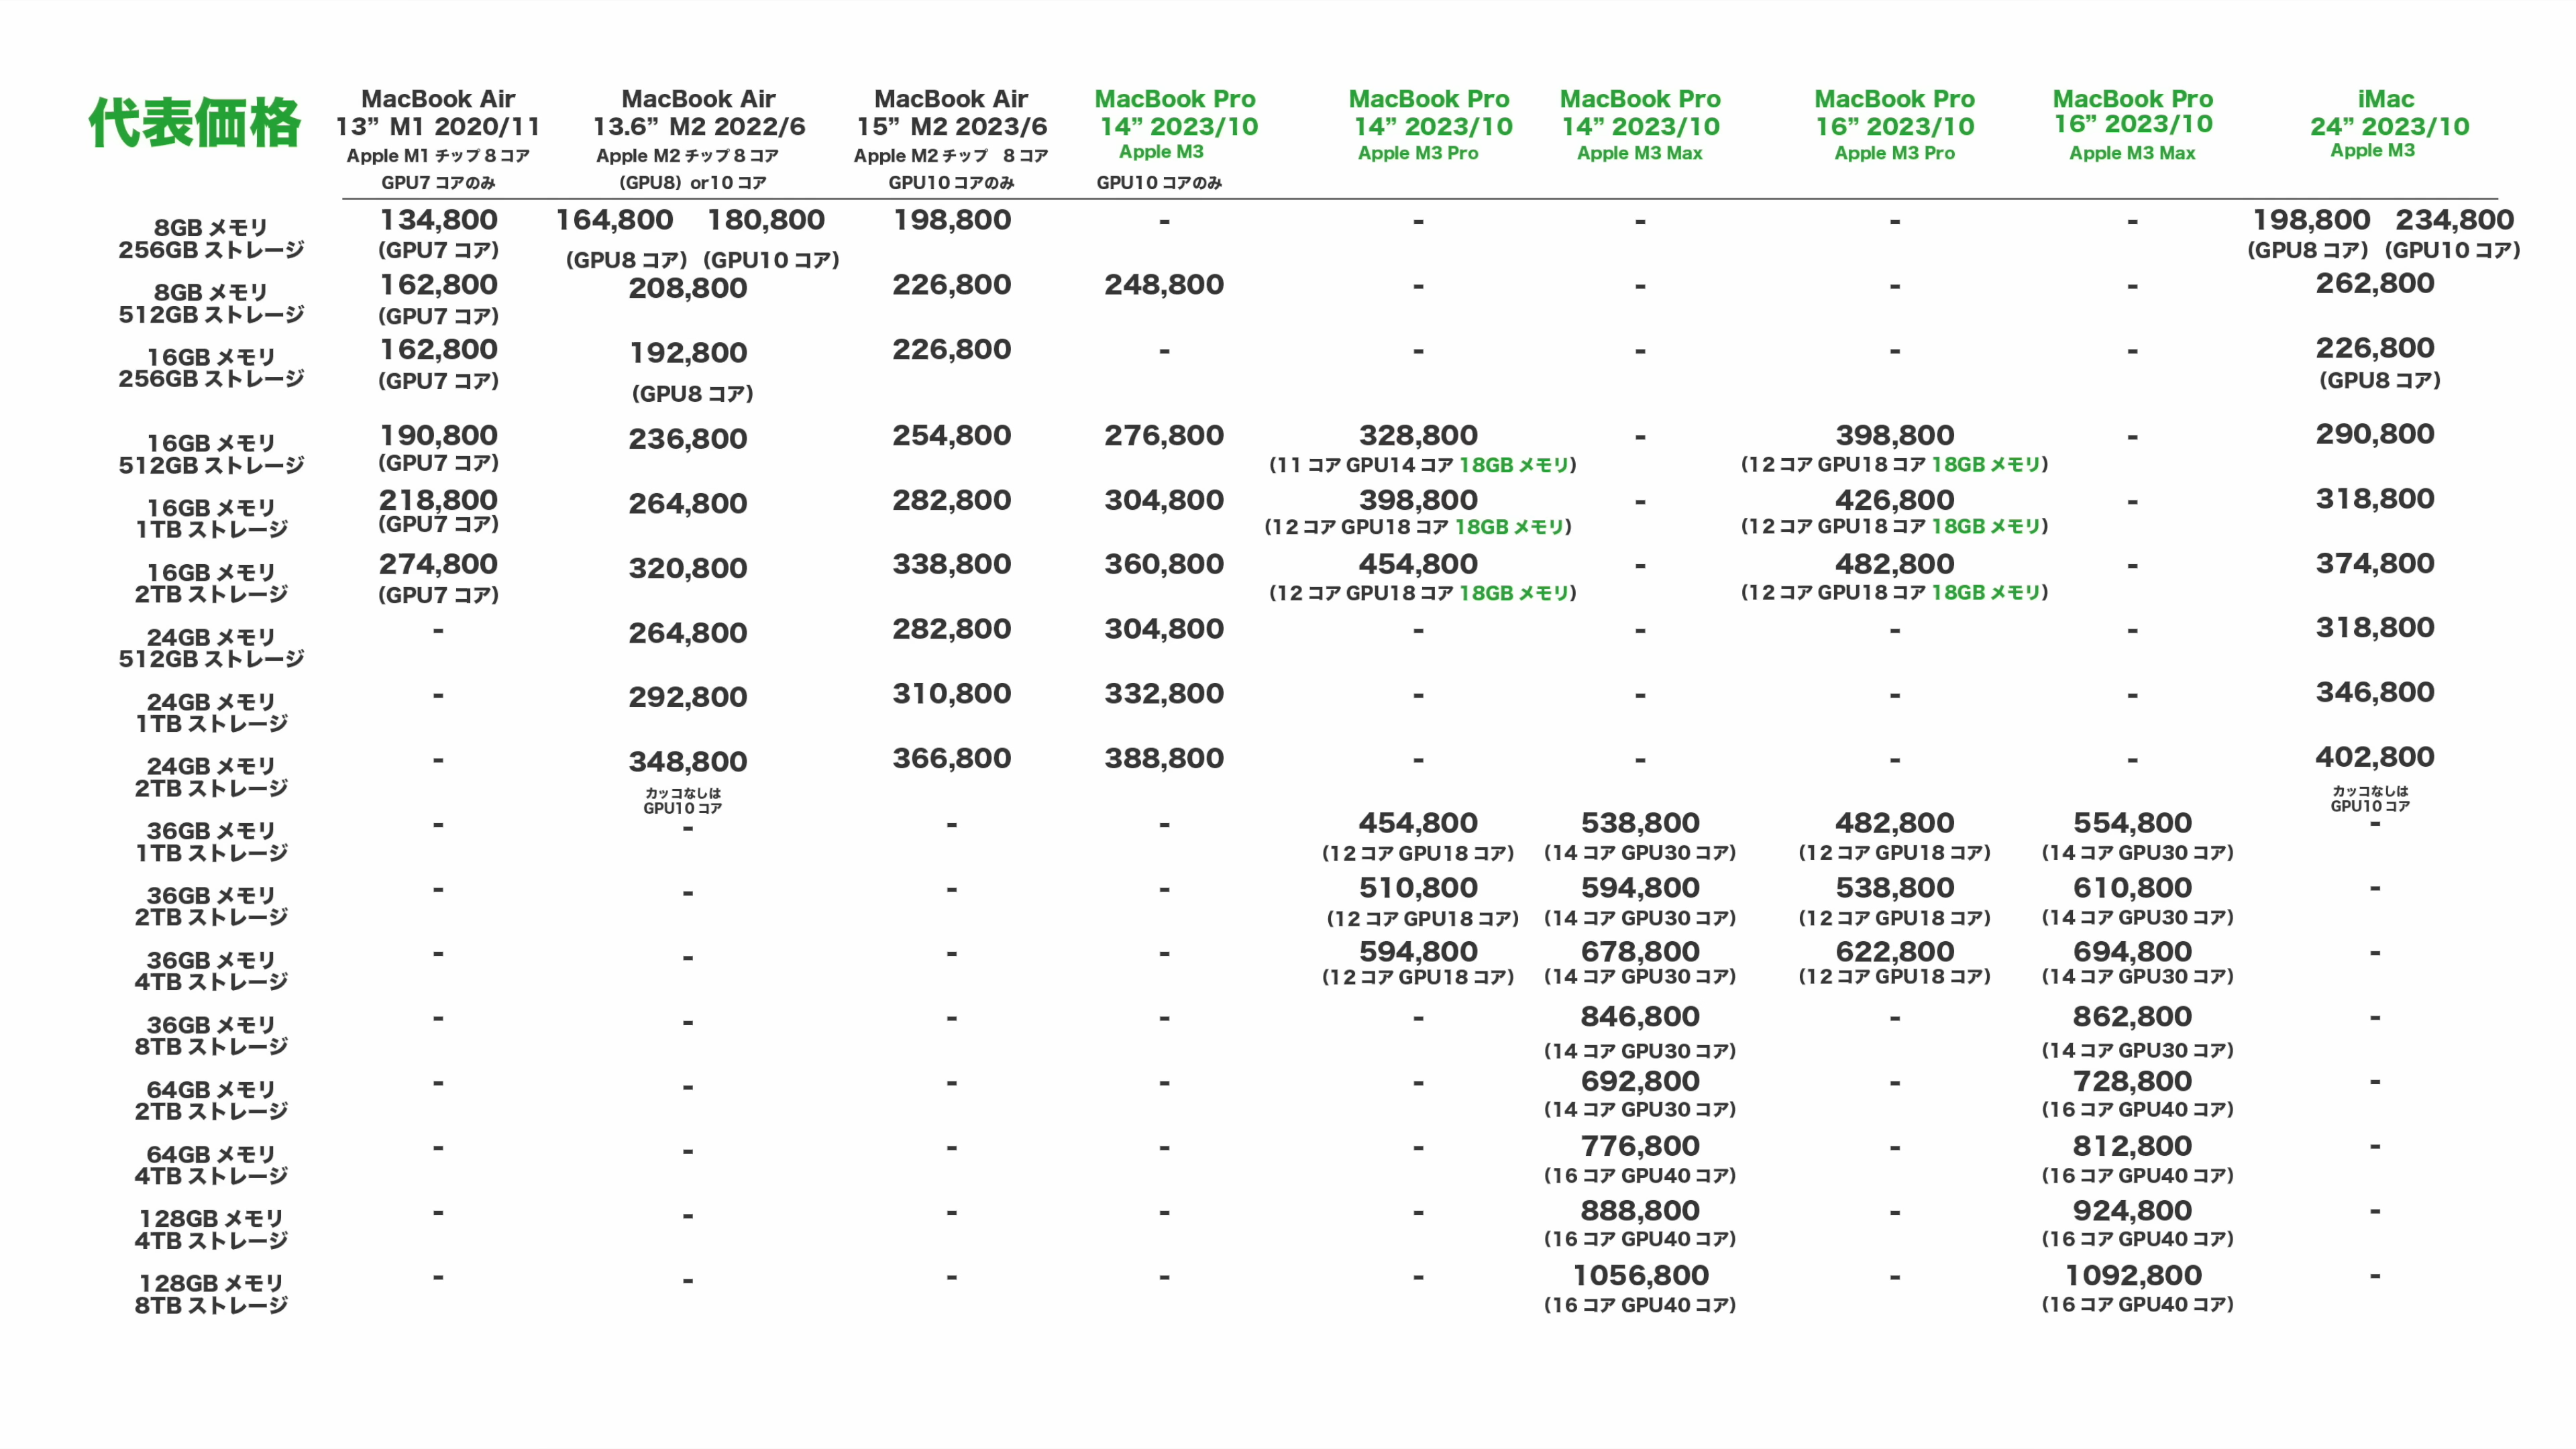 代表価格
MacBook Air
13” M1 2020/11
Apple M1 チップ 8 コア
GPU7 コアのみ
MacBook Air
13.6” M2 2022/6
Apple M2 チップ 8 コア
（GPU8）or10 コア
MacBook Air
15” M2 2023/6
Apple M2 チップ 8 コア
GPU10 コアのみ
MacBook Pro
14” 2023/10
Apple M3
GPU10 コアのみ
MacBook Pro
14” 2023/10
Apple M3 Pro
MacBook Pro
14” 2023/10
Apple M3 Max
MacBook Pro
16” 2023/10
Apple M3 Pro
MacBook Pro
16” 2023/10
Apple M3 Max
iMac
24” 2023/10
Apple M3
8GB メモリ
256GB ストレージ
134,800 164,800 180,800 198,800 - - - - - 198,800 234,800
（GPU7 コア） （GPU8 コア）（GPU10 コア） （GPU8 コア）（GPU10 コア）
8GB メモリ
512GB ストレージ
162,800 208,800 226,800 248,800 - - - - 262,800
（GPU7 コア）
16GB メモリ
256GB ストレージ
162,800 192,800 226,800 - - - - - 226,800
（GPU7 コア） （GPU8 コア） （GPU8 コア）
16GB メモリ
512GB ストレージ
190,800 236,800 254,800 276,800 328,800 - 398,800 - 290,800
（GPU7 コア） （11 コア GPU14 コア 18GB メモリ） （12 コア GPU18 コア 18GB メモリ）
16GB メモリ
1TB ストレージ
218,800 264,800 282,800 304,800 398,800 - 426,800 - 318,800
（GPU7 コア） （12 コア GPU18 コア 18GB メモリ） （12 コア GPU18 コア 18GB メモリ）
16GB メモリ
2TB ストレージ
274,800 320,800 338,800 360,800 454,800 - 482,800 - 374,800
（GPU7 コア） （12 コア GPU18 コア 18GB メモリ） （12 コア GPU18 コア 18GB メモリ）
24GB メモリ
512GB ストレージ
- 264,800 282,800 304,800 - - - - 318,800
24GB メモリ
1TB ストレージ
- 292,800 310,800 332,800 - - - - 346,800
24GB メモリ
2TB ストレージ
- 348,800 366,800 388,800 - - - - 402,800
カッコなしは
GPU10 コア
カッコなしは
GPU10 コア
36GB メモリ
1TB ストレージ
- - - - 454,800 538,800 482,800 554,800 -
（12 コア GPU18 コア） （14 コア GPU30 コア） （12 コア GPU18 コア） （14 コア GPU30 コア）
36GB メモリ
2TB ストレージ
- - - - 510,800 594,800 538,800 610,800 -
（12 コア GPU18 コア） （14 コア GPU30 コア） （12 コア GPU18 コア） （14 コア GPU30 コア）
36GB メモリ
4TB ストレージ
- - - - 594,800 678,800 622,800 694,800 -
（12 コア GPU18 コア） （14 コア GPU30 コア） （12 コア GPU18 コア） （14 コア GPU30 コア）
36GB メモリ
8TB ストレージ
- - - - - 846,800 - 862,800 -
（14 コア GPU30 コア） （14 コア GPU30 コア）
64GB メモリ
2TB ストレージ
- - - - - 692,800 - 728,800 -
（14 コア GPU30 コア） （16 コア GPU40 コア）
64GB メモリ
4TB ストレージ
- - - - - 776,800 - 812,800 -
（16 コア GPU40 コア） （16 コア GPU40 コア）
128GB メモリ
4TB ストレージ
- - - - - 888,800 - 924,800 -
（16 コア GPU40 コア） （16 コア GPU40 コア）
128GB メモリ
8TB ストレージ
- - - - - 1056,800 - 1092,800 -
（16 コア GPU40 コア） （16 コア GPU40 コア）